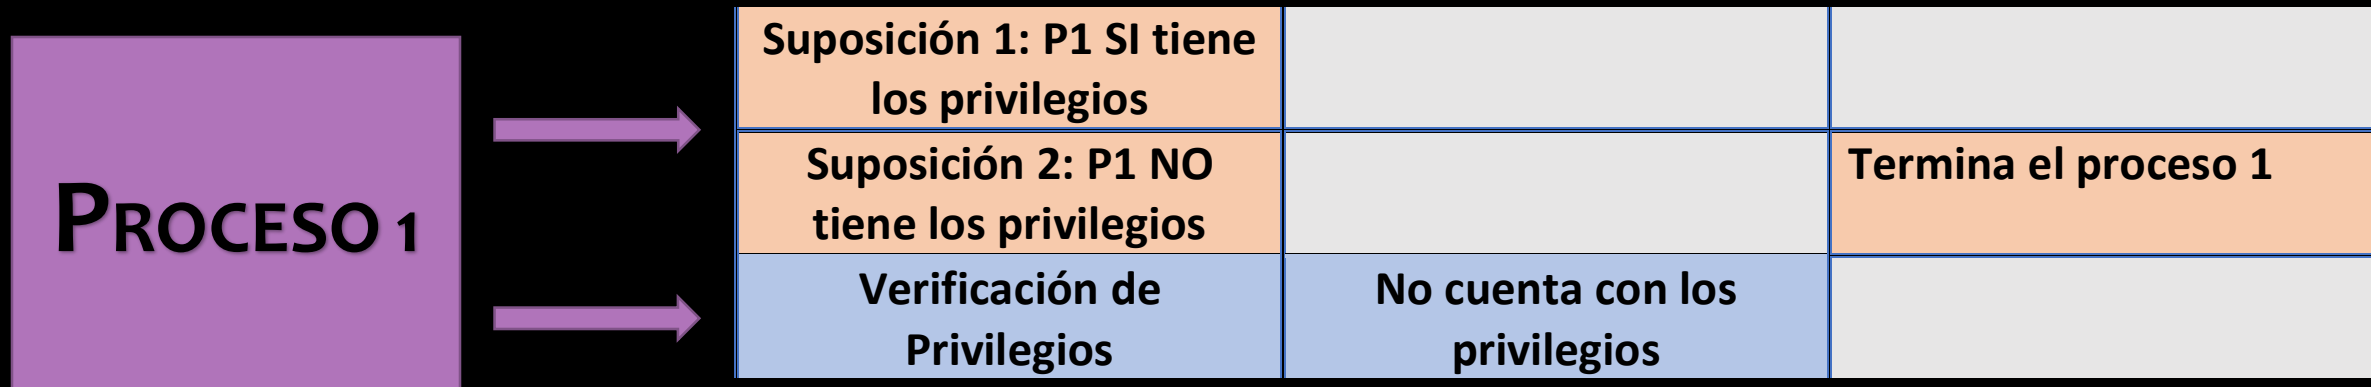 PROCESO 1
Suposición 1: P1 SI tiene
los privilegios
Suposición 2: P1 NO
tiene los privilegios
Termina el proceso 1
Verificación de
Privilegios
No cuenta con los
privilegios